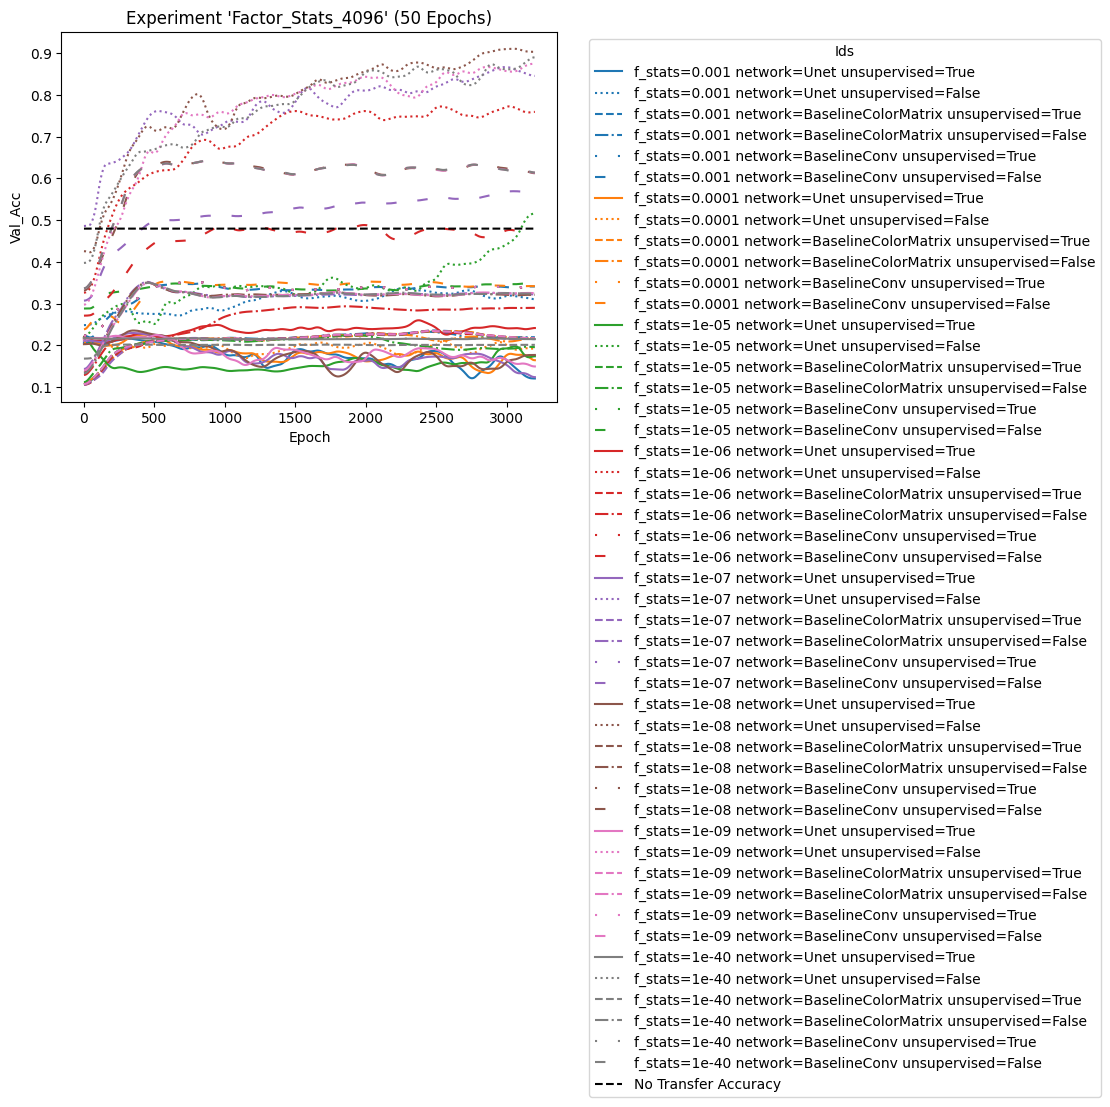 Experiment 'Factor_Stats_4096' (50 Epochs)
Val_Acc
0.9
0.8
0.7
0.6
0.5
0.4
0.3
0.2
0.1
0
500
1000
1500
2000
2500
3000
Epoch
Ids
f_stats=0.001 network=Unet unsupervised=True
f_stats=0.001 network=Unet unsupervised=False
f_stats=0.001 network=BaselineColorMatrix unsupervised=True
f_stats=0.001 network=BaselineColorMatrix unsupervised=False
f_stats=0.001 network=BaselineConv unsupervised=True
f_stats=0.001 network=BaselineConv unsupervised=False
f_stats=0.0001 network=Unet unsupervised=True
f_stats=0.0001 network=Unet unsupervised=False
f_stats=0.0001 network=BaselineColorMatrix unsupervised=True
f_stats=0.0001 network=BaselineColorMatrix unsupervised=False
f_stats=0.0001 network=BaselineConv unsupervised=True
f_stats=0.0001 network=BaselineConv unsupervised=False
f_stats=1e-05 network=Unet unsupervised=True
f_stats=1e-05 network=Unet unsupervised=False
f_stats=1e-05 network=BaselineColorMatrix unsupervised=True
f_stats=1e-05 network=BaselineColorMatrix unsupervised=False
f_stats=1e-05 network=BaselineConv unsupervised=True
f_stats=1e-05 network=BaselineConv unsupervised=False
f_stats=1e-06 network=Unet unsupervised=True
f_stats=1e-06 network=Unet unsupervised=False
f_stats=1e-06 network=BaselineColorMatrix unsupervised=True
f_stats=1e-06 network=BaselineColorMatrix unsupervised=False
f_stats=1e-06 network=BaselineConv unsupervised=True
f_stats=1e-06 network=BaselineConv unsupervised=False
f_stats=1e-07 network=Unet unsupervised=True
f_stats=1e-07 network=Unet unsupervised=False
f_stats=1e-07 network=BaselineColorMatrix unsupervised=True
f_stats=1e-07 network=BaselineColorMatrix unsupervised=False
f_stats=1e-07 network=BaselineConv unsupervised=True
f_stats=1e-07 network=BaselineConv unsupervised=False
f_stats=1e-08 network=Unet unsupervised=True
f_stats=1e-08 network=Unet unsupervised=False
f_stats=1e-08 network=BaselineColorMatrix unsupervised=True
f_stats=1e-08 network=BaselineColorMatrix unsupervised=False
f_stats=1e-08 network=BaselineConv unsupervised=True
f_stats=1e-08 network=BaselineConv unsupervised=False
f_stats=1e-09 network=Unet unsupervised=True
f_stats=1e-09 network=Unet unsupervised=False
f_stats=1e-09 network=BaselineColorMatrix unsupervised=True
f_stats=1e-09 network=BaselineColorMatrix unsupervised=False
f_stats=1e-09 network=BaselineConv unsupervised=True
f_stats=1e-09 network=BaselineConv unsupervised=False
f_stats=1e-40 network=Unet unsupervised=True
f_stats=1e-40 network=Unet unsupervised=False
f_stats=1e-40 network=BaselineColorMatrix unsupervised=True
f_stats=1e-40 network=BaselineColorMatrix unsupervised=False
f_stats=1e-40 network=BaselineConv unsupervised=True
f_stats=1e-40 network=BaselineConv unsupervised=False
No Transfer Accuracy